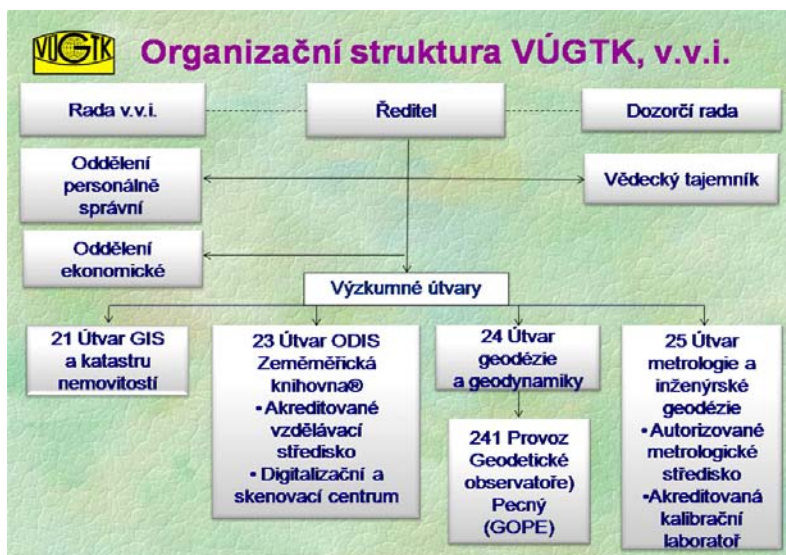 VÚGTK
Organizační struktura VÚGTK, v.v.i.
Rada v.v.i.
Ředitel
Dozorčí rada
Oddělení
personálně
správní
Vědecký tajemník
Oddělení
ekonomické
Výzkumné útvary
21 Útvar GIS
a katastru
nemovitostí
23 Útvar ODIS
Zeměměřická
knihovna®
•Akreditované
vzdělávací
středisko
•Digitalizační a
skenovací centrum
24 Útvar
geodézie
a geodynamiky
241 Provoz
Geodetické
observatoře)
Pecný
(GOPE)
25 Útvar
metrologie a
inženýrské
geodézie
•Autorizované
metrologické
středisko
•Akreditovaná
kalibrační
laboratoř